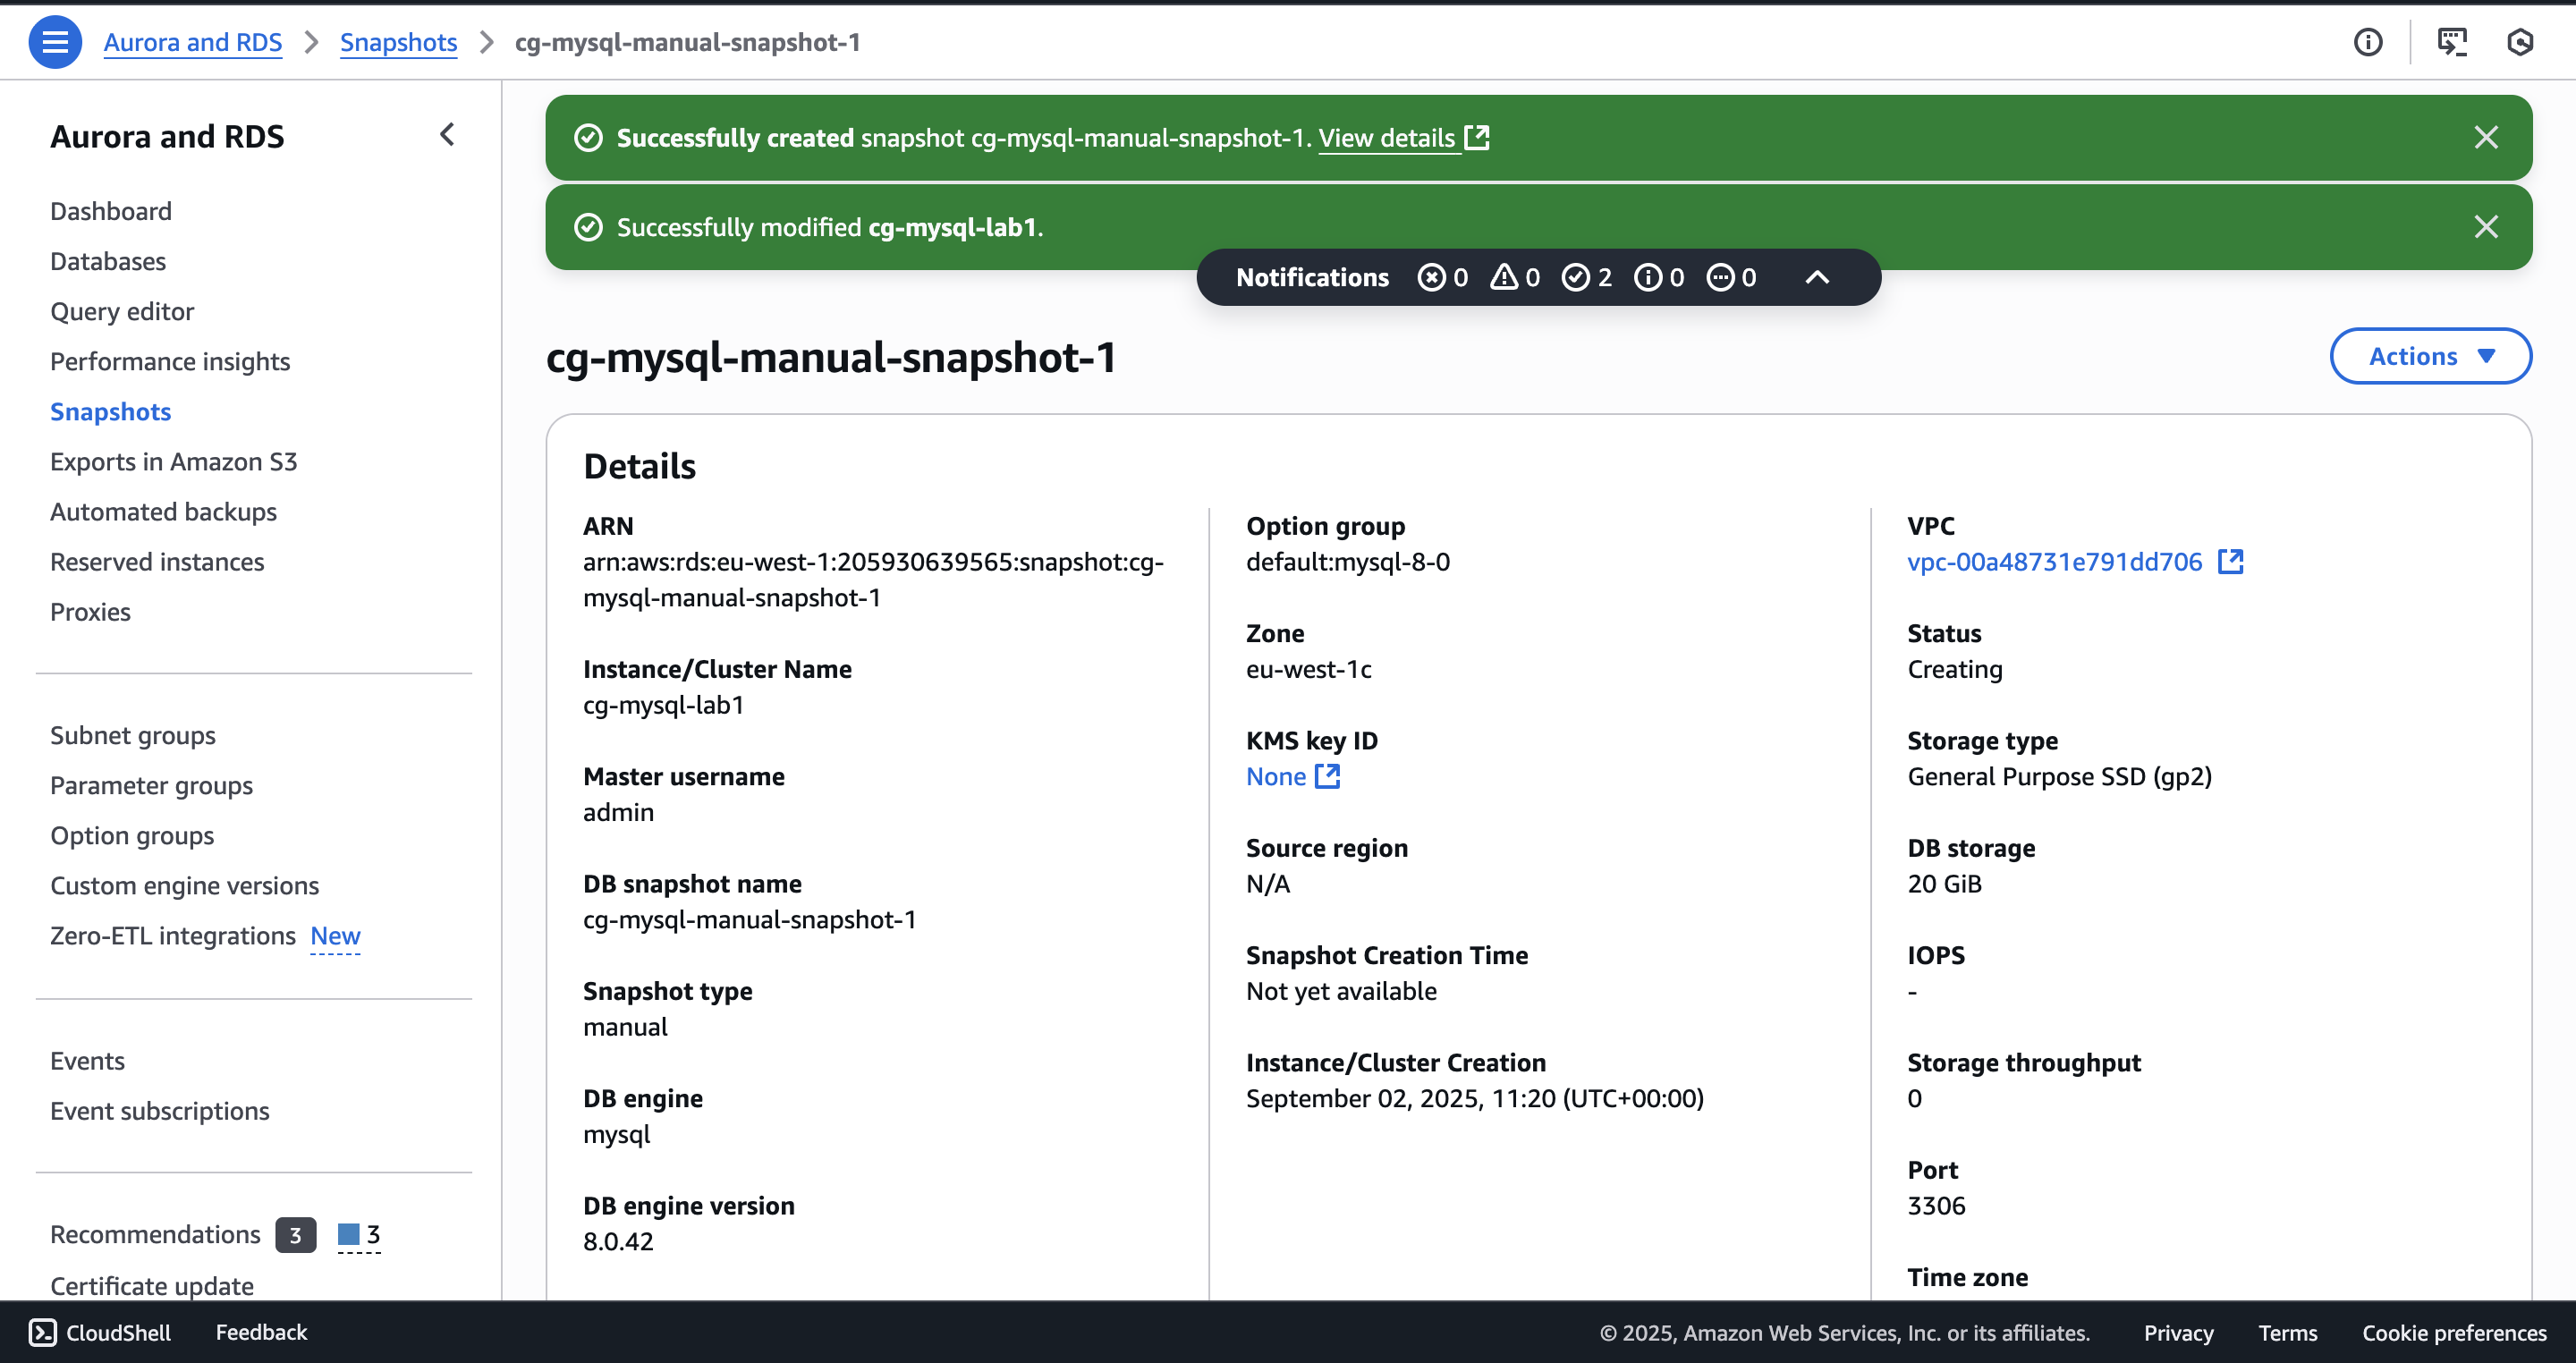 Aurora and RDS > Snapshots > cg-mysql-manual-snapshot-1
Aurora and RDS
Dashboard
Databases
Query editor
Performance insights
Snapshots
Exports in Amazon S3
Automated backups
Reserved instances
Proxies
Subnet groups
Parameter groups
Option groups
Custom engine versions
Zero-ETL integrations New
Events
Event subscriptions
Recommendations 3 3
Certificate update
Successfully created snapshot cg-mysql-manual-snapshot-1. View details
Successfully modified cg-mysql-lab1.
Notifications 0 0 2 0 0
cg-mysql-manual-snapshot-1
Actions
Details
ARN
arn:aws:rds:eu-west-1:205930639565:snapshot:cg-
mysql-manual-snapshot-1
Instance/Cluster Name
cg-mysql-lab1
Master username
admin
DB snapshot name
cg-mysql-manual-snapshot-1
Snapshot type
manual
DB engine
mysql
DB engine version
8.0.42
Option group
default:mysql-8-0
Zone
eu-west-1c
KMS key ID
None
Source region
N/A
Snapshot Creation Time
Not yet available
Instance/Cluster Creation
September 02, 2025, 11:20 (UTC+00:00)
VPC
vpc-00a48731e791dd706
Status
Creating
Storage type
General Purpose SSD (gp2)
DB storage
20 GiB
IOPS
-
Storage throughput
0
Port
3306
Time zone
CloudShell Feedback © 2025, Amazon Web Services, Inc. or its affiliates. Privacy Terms Cookie preferences